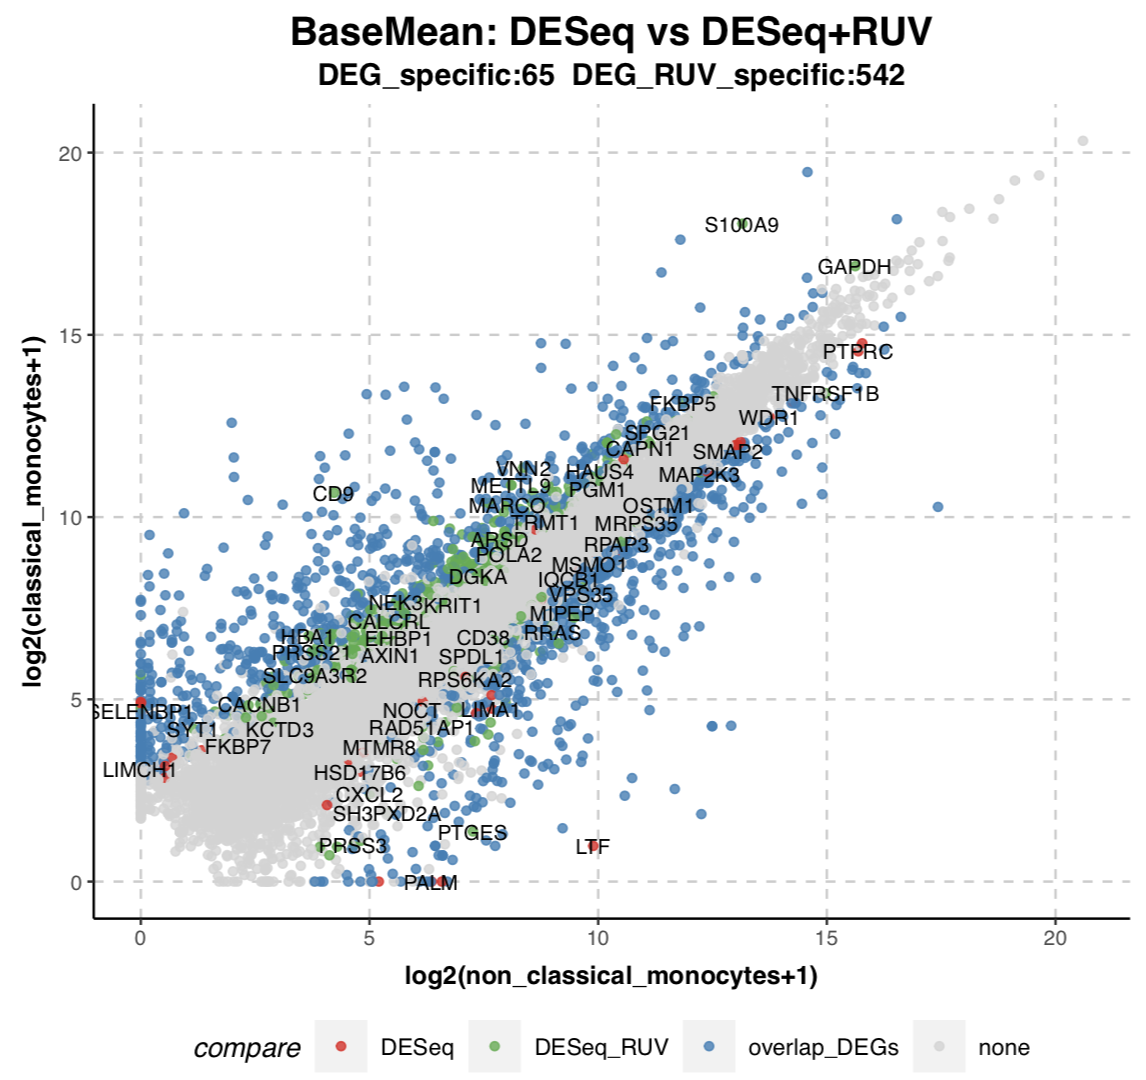 BaseMean: DESeq vs DESeq+RUV
DEG_specific:65 DEG_RUV_specific:542
log2(classical_monocytes+1)
20
15
10
5
0
S100A9
GAPDH
PTPRC
TNFRSF1B
FKBP5
WDR1
SPG21
CAPN1
SMAP2
VNN2
HAUS4
MAP2K3
METTL9
PGM1
CD9
MARCO
OSTM1
TRMT1
MRPS35
ARSD
RPAP3
POLA2
MSMO1
DGKA
IQCB1
VPS35
NEK3
KRIT1
MIPEP
CALCRL
RRAS
HBA1
EHBP1
CD38
PRSS21
AXIN1
SPDL1
SLC9A3R2
RPS6KA2
CACNB1
SELENBP1
NOCT
LIMA1
SYT1
KCTD3
RAD51AP1
FKBP7
MTMR8
LIMCH1
HSD17B6
CXCL2
SH3PXD2A
PTGES
PRSS3
LTF
PALM
0
5
10
15
20
log2(non_classical_monocytes+1)
compare
DESeq
DESeq_RUV
overlap_DEGs
none